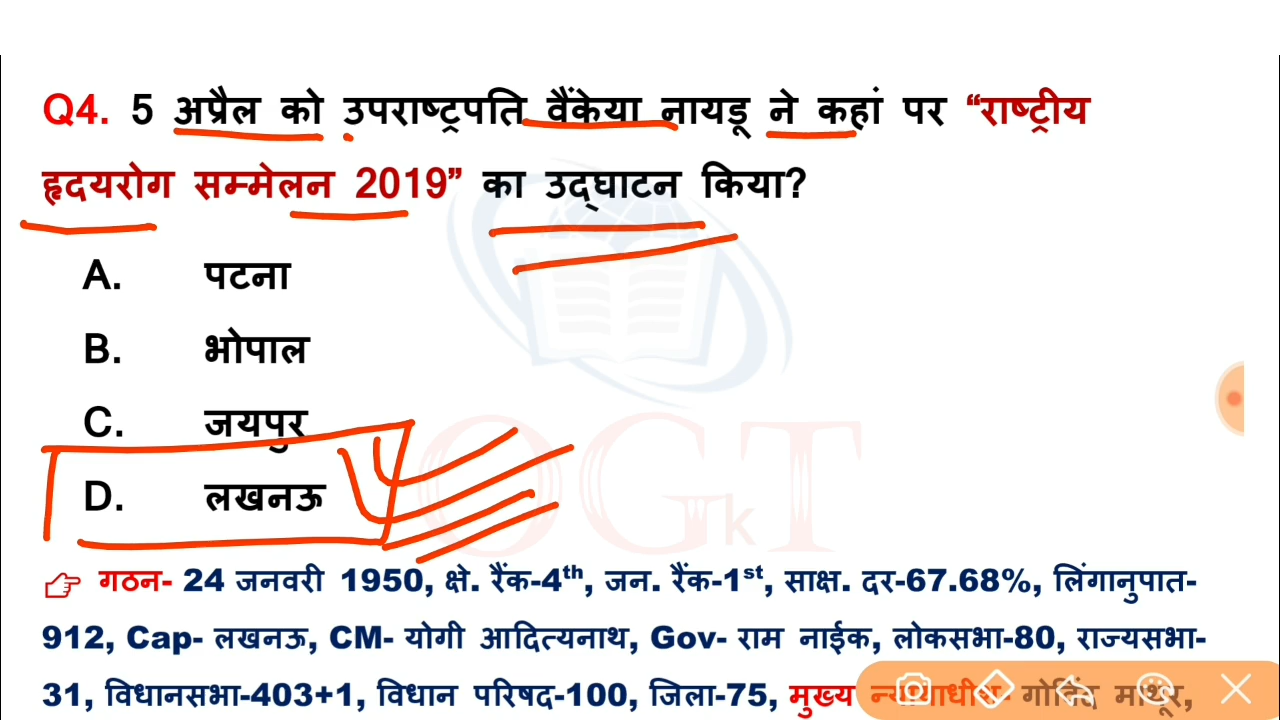 Q4. 5 अप्रैल को उपराष्ट्रपति वैंकेया नायडू ने कहां पर “राष्ट्रीय
हृदयरोग सम्मेलन 2019” का उद्घाटन किया?
A. पटना
B. भोपाल
C. जयपुर
D. लखनऊ
OGkT
गठन- 24 जनवरी 1950, क्षे. रैंक-4th, जन. रैंक-1st, साक्ष. दर-67.68%, लिंगानुपात-
912, Cap- लखनऊ, CM- योगी आदित्यनाथ, Gov- राम नाईक, लोकसभा-80, राज्यसभा-
31, विधानसभा-403+1, विधान परिषद-100, जिला-75, मुख्य न्यायाधीश- गोविंद माथूर,